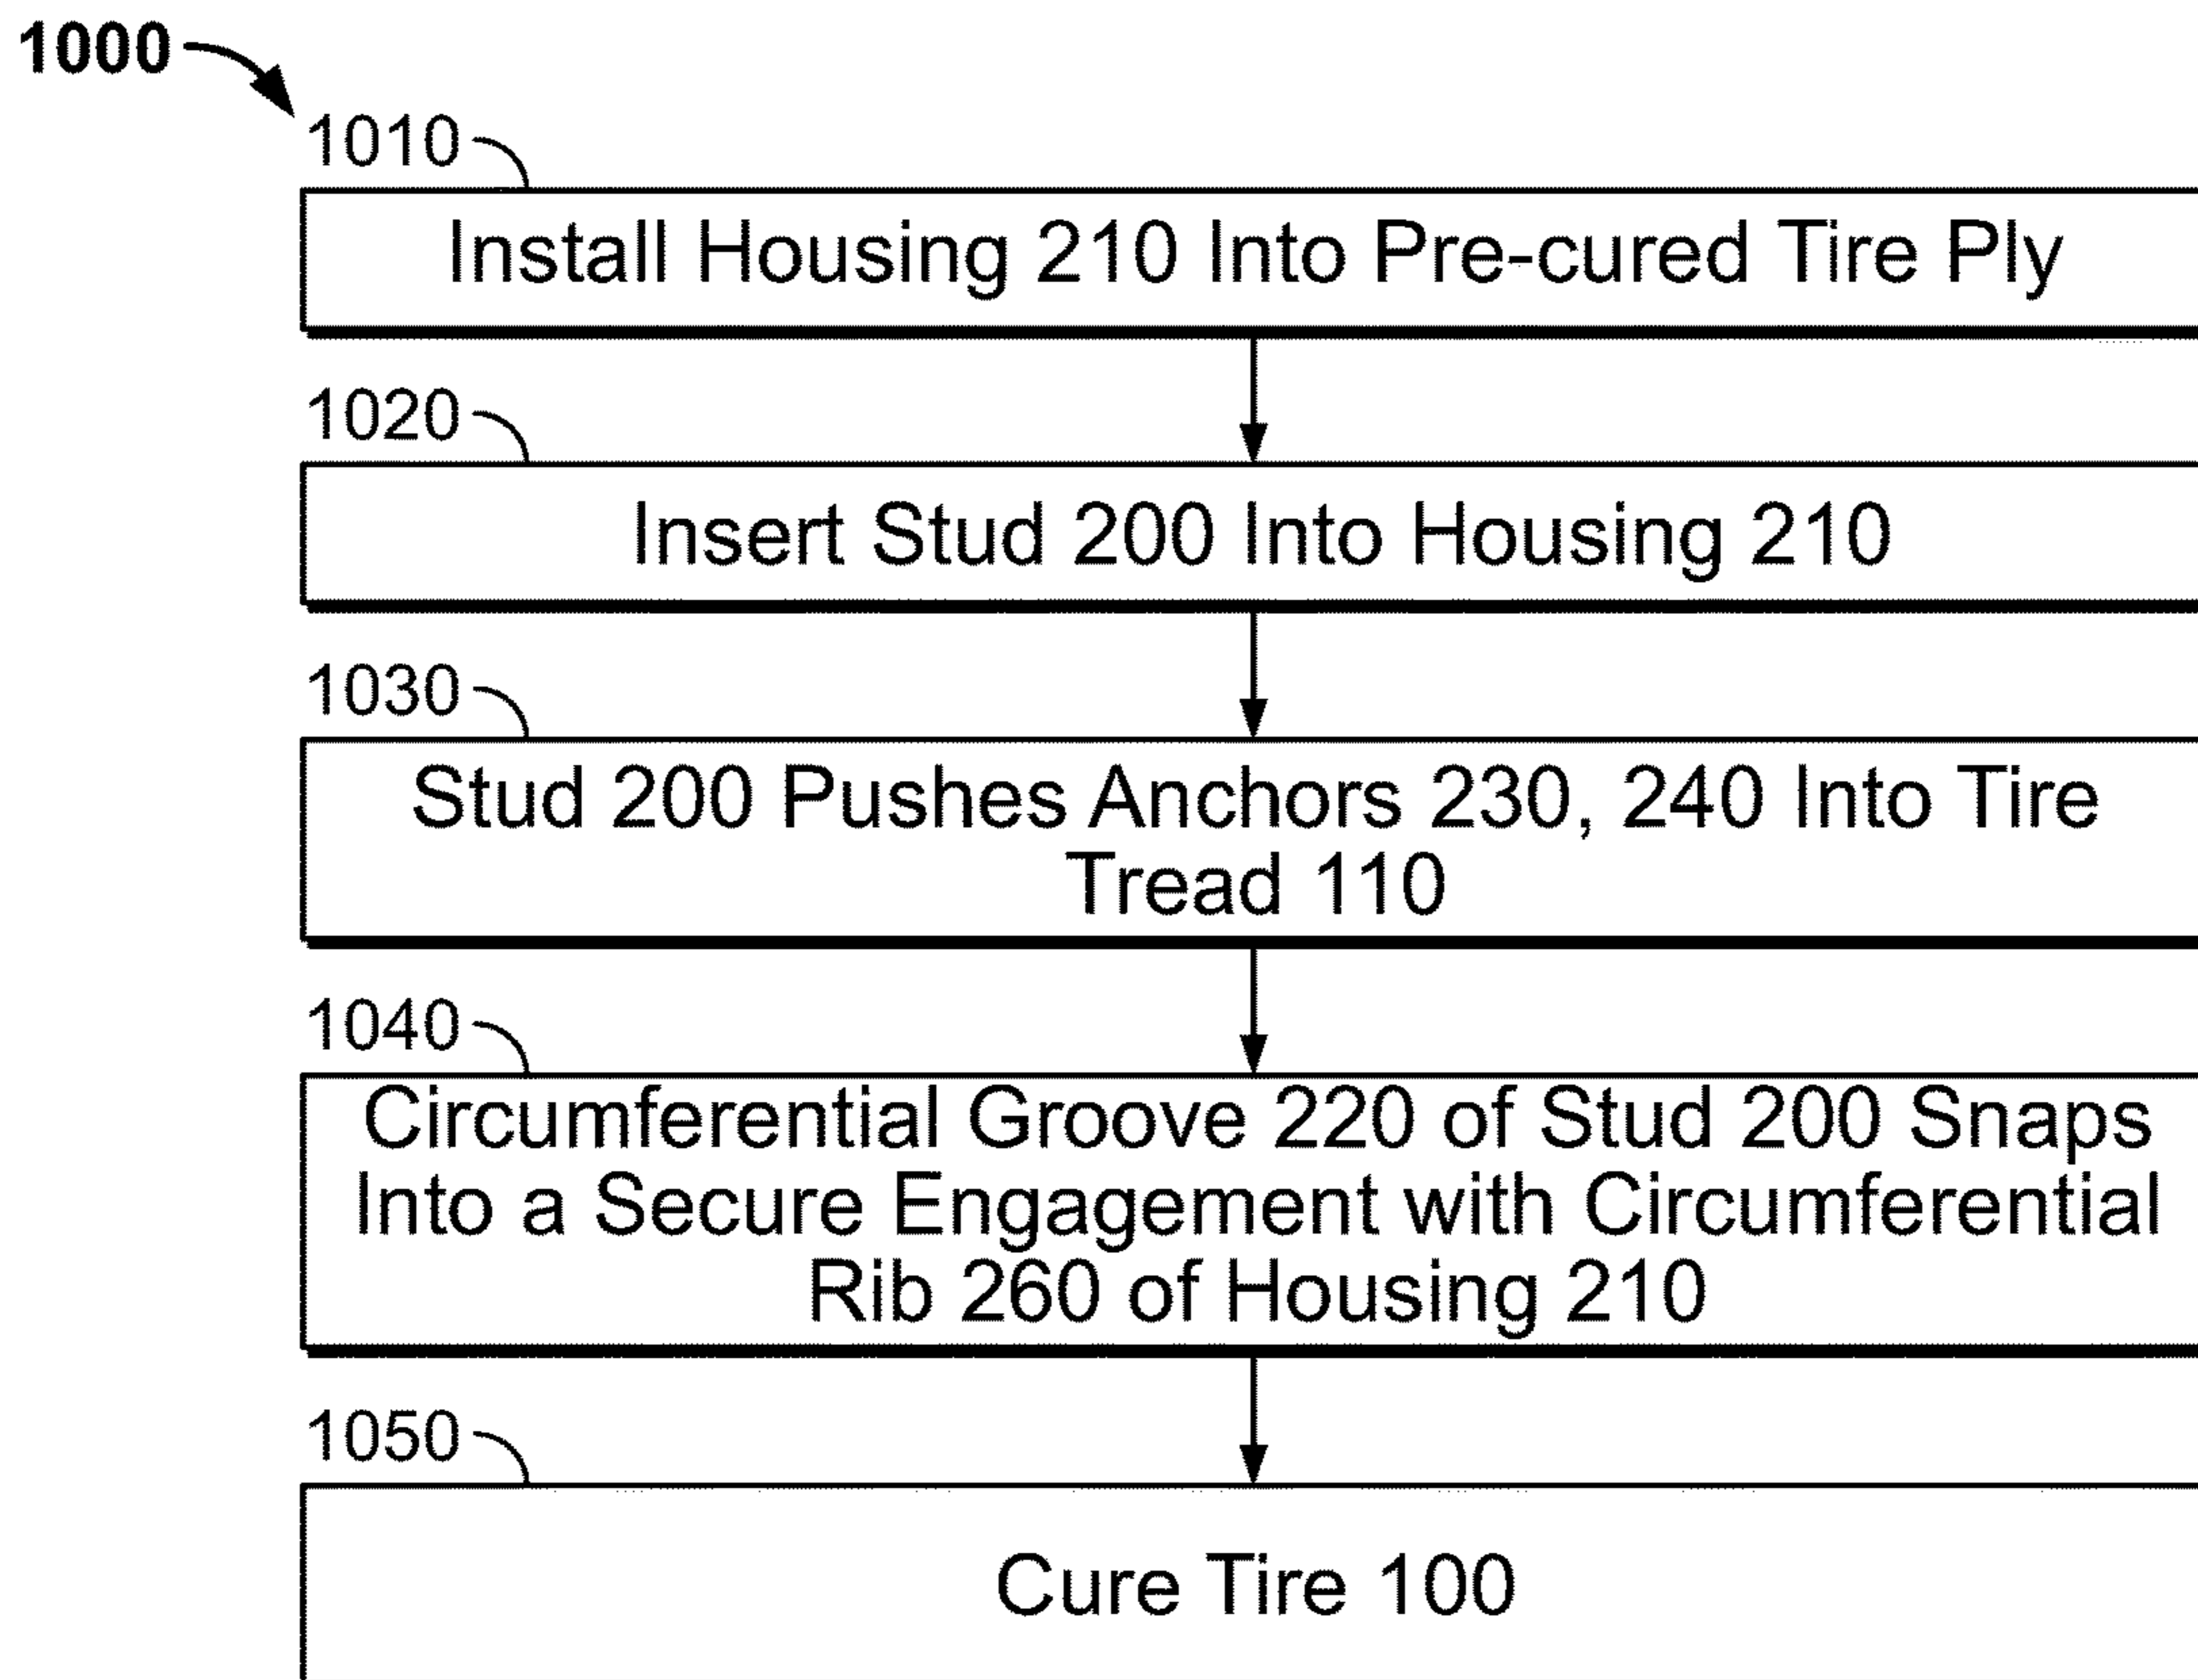 1000
1010
Install Housing 210 Into Pre-cured Tire Ply
1020
Insert Stud 200 Into Housing 210
1030
Stud 200 Pushes Anchors 230, 240 Into Tire
Tread 110
1040
Circumferential Groove 220 of Stud 200 Snaps
Into a Secure Engagement with Circumferential
Rib 260 of Housing 210
1050
Cure Tire 100